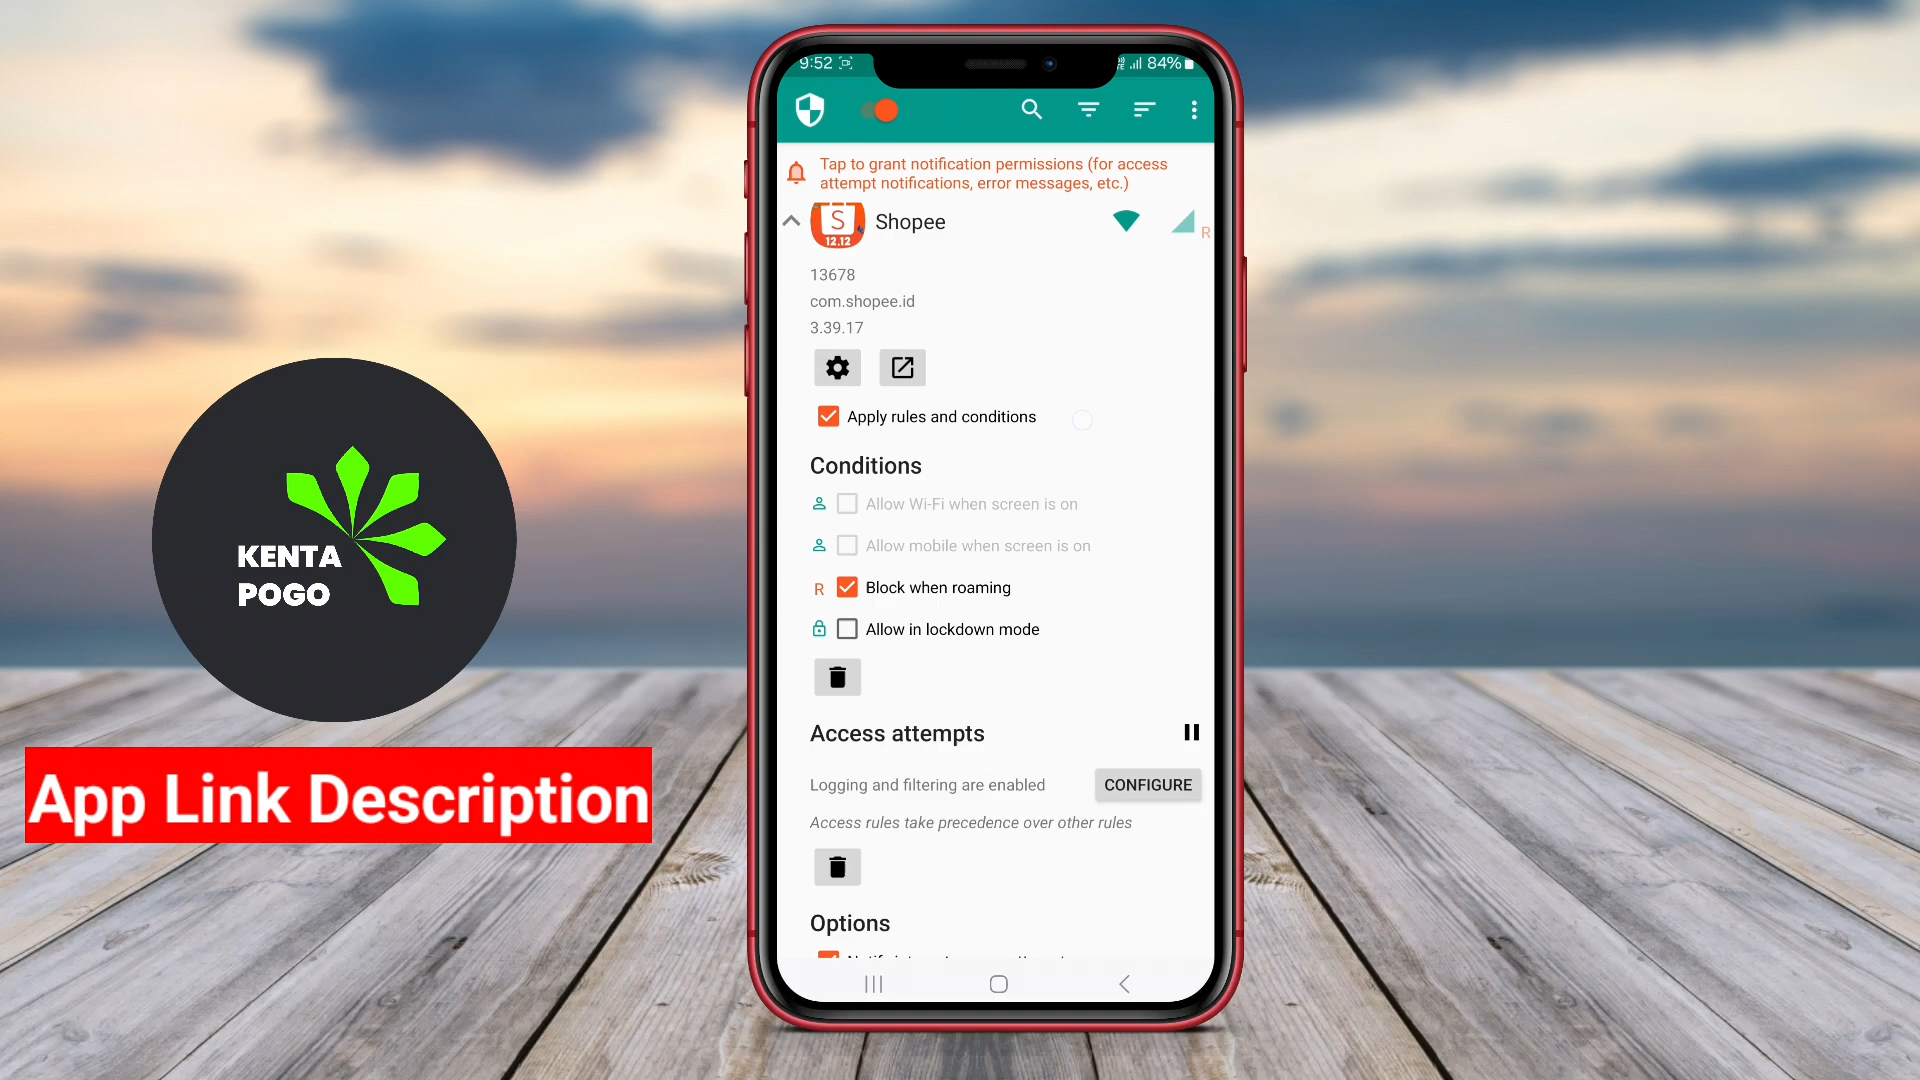 9:52
84%
Tap to grant notification permissions (for access
attempt notifications, error messages, etc.)
S
12.12
Shopee
R
13678
com.shopee.id
3.39.17
Apply rules and conditions
Conditions
Allow Wi-Fi when screen is on
Allow mobile when screen is on
R Block when roaming
Allow in lockdown mode
Access attempts
Logging and filtering are enabled
CONFIGURE
Access rules take precedence over other rules
Options
KENTA
POGO
App Link Description